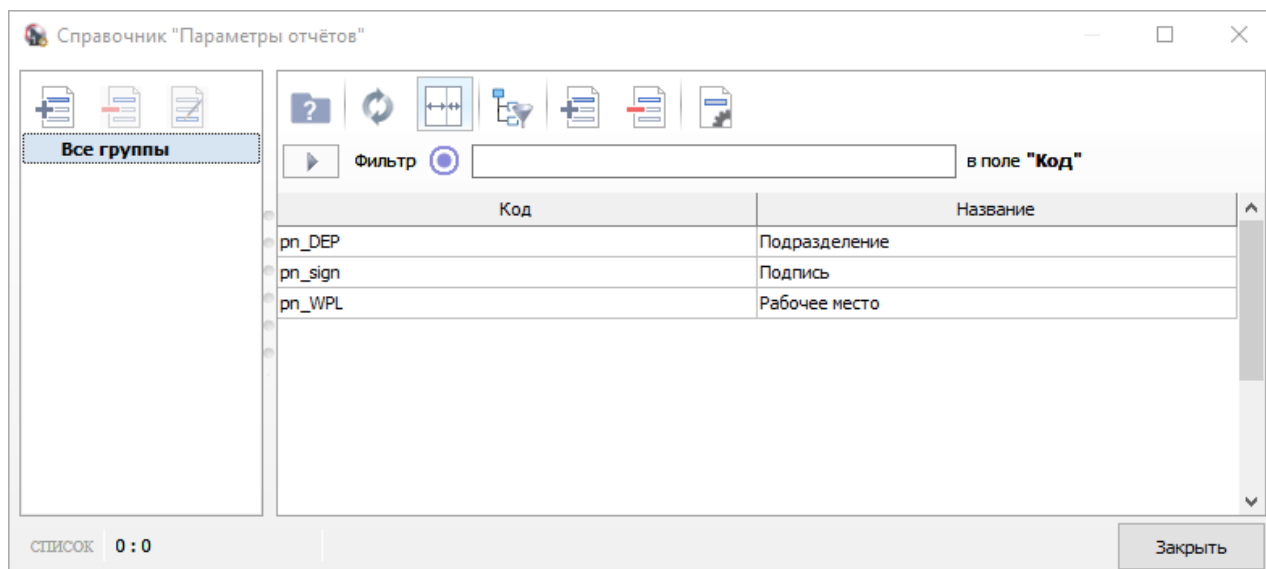 Справочник "Параметры отчётов"
Все группы
Фильтр в поле "Код"
Код Название
pn_DEP Подразделение
pn_sign Подпись
pn_WPL Рабочее место
СПИСОК 0 : 0
Закрыть